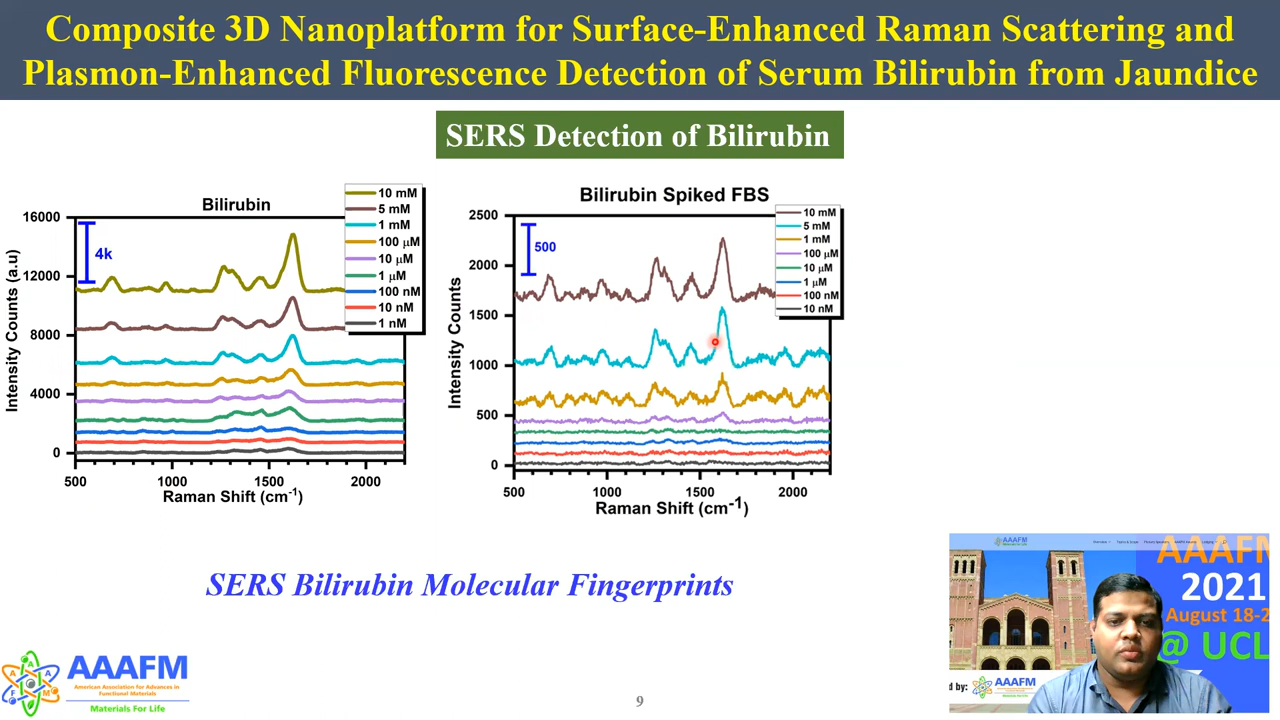 Composite 3D Nanoplatform for Surface-Enhanced Raman Scattering and
Plasmon-Enhanced Fluorescence Detection of Serum Bilirubin from Jaundice
SERS Detection of Bilirubin
Bilirubin
10 mM
5 mM
1 mM
100 μM
10 μM
1 μM
100 nM
10 nM
1 nM
4k
16000
12000
8000
4000
0
Intensity Counts (a.u)
500 1000 1500 2000
Raman Shift (cm-1)
Bilirubin Spiked FBS
10 mM
5 mM
1 mM
100 μM
10 μM
1 μM
100 nM
10 nM
500
2500
2000
1500
1000
500
0
Intensity Counts
500 1000 1500 2000
Raman Shift (cm-1)
SERS Bilirubin Molecular Fingerprints
AAAFM
American Association for Advances in
Functional Materials
Materials For Life
9
AAAFM
AAAFM
2021
August 18-2
@ UCL
d by:
AAAFM